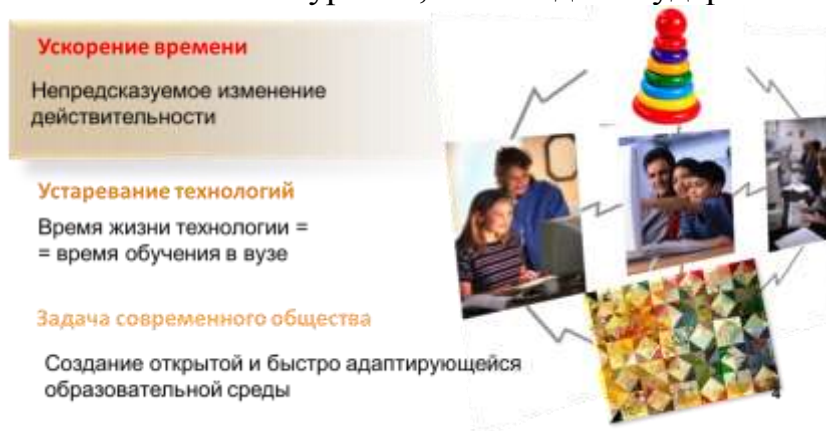 Ускорение времени
Непредсказуемое изменение
действительности
Устаревание технологий
Время жизни технологии =
= время обучения в вузе
Задача современного общества
Создание открытой и быстро адаптирующейся
образовательной среды
4